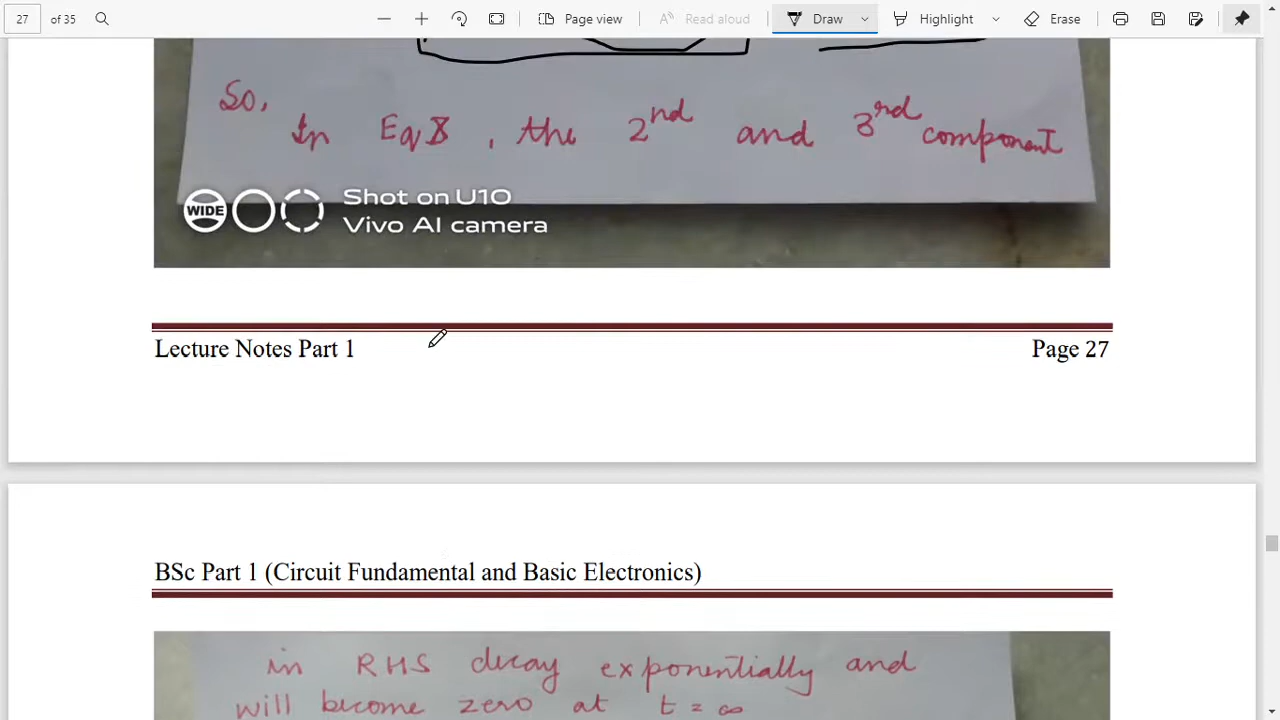 27 of 35 Page view Read aloud Draw Highlight Erase
So,
In Eq 8, the 2nd and 3rd component
WIDE Shot on U10
Vivo AI camera
Lecture Notes Part 1 Page 27
BSc Part 1 (Circuit Fundamental and Basic Electronics)
in RHS decay exponentially and
will become zero at t = ∞